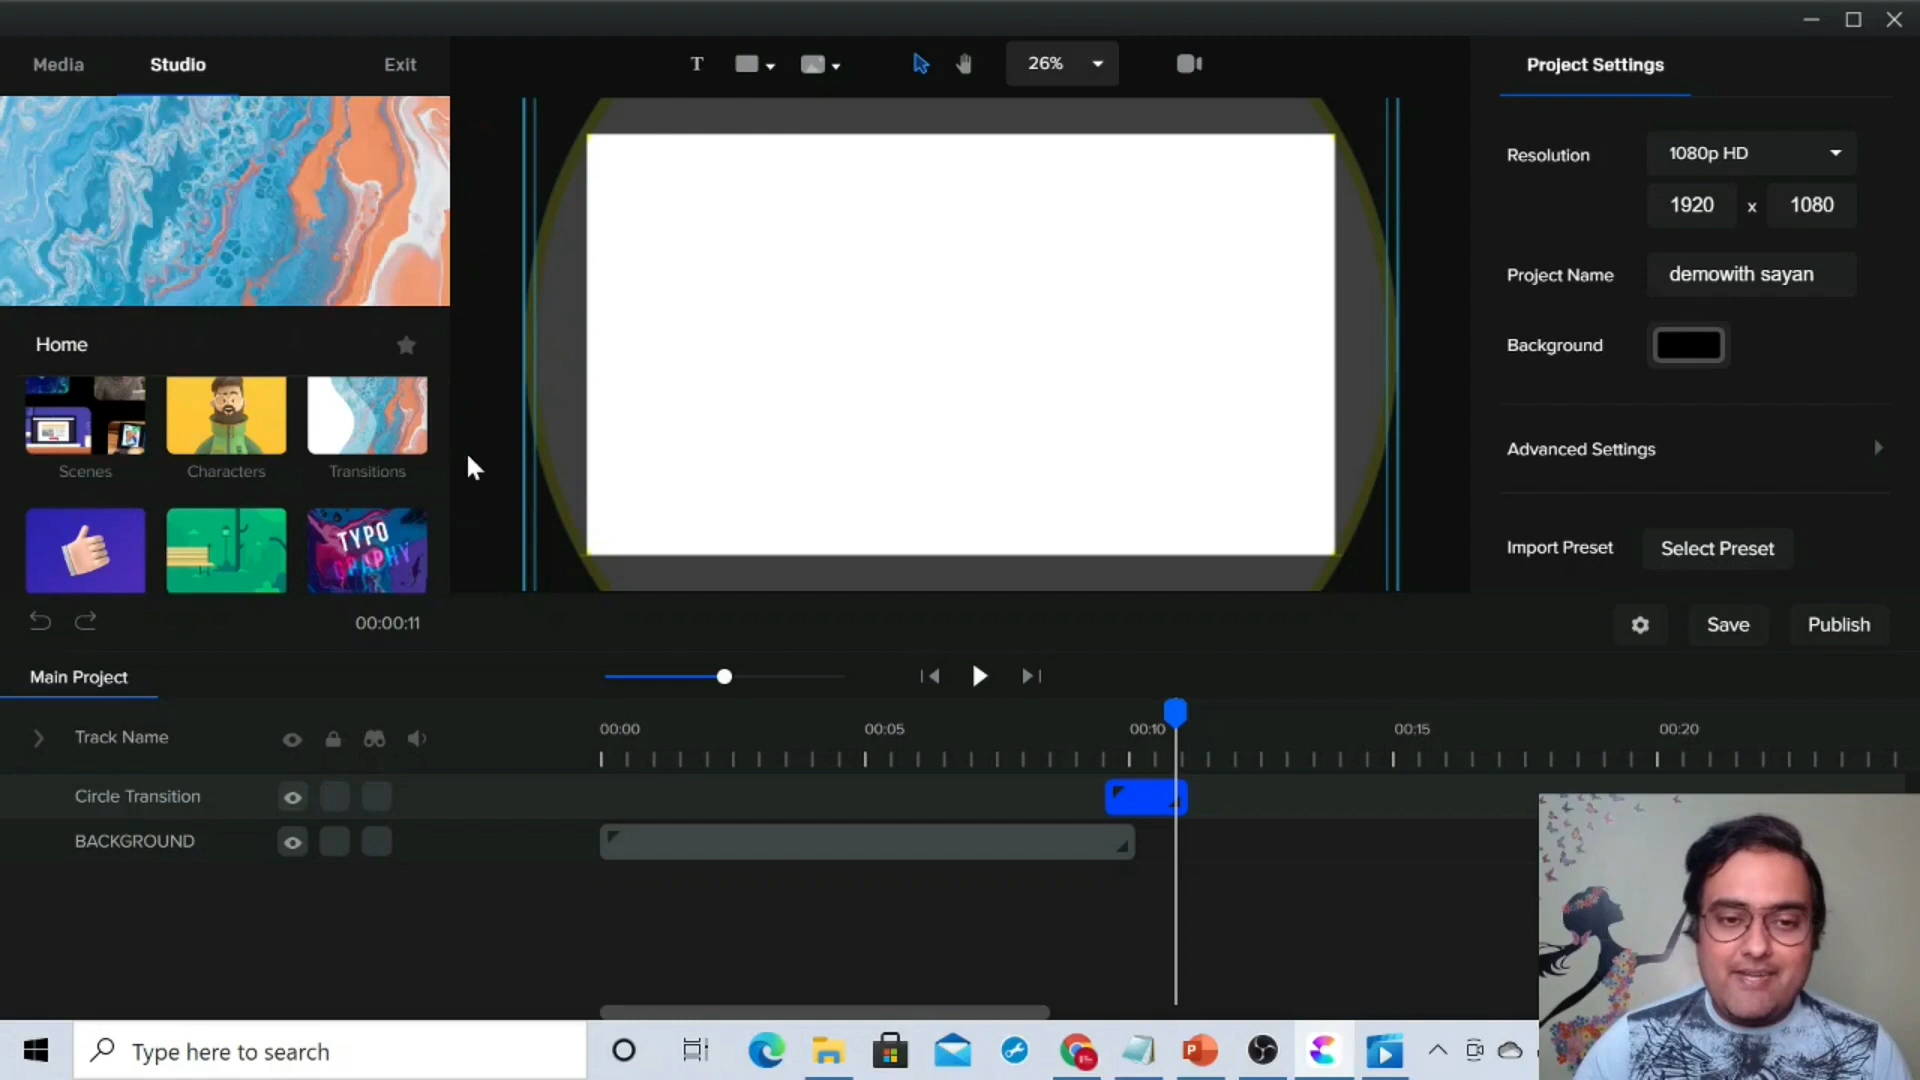 Media
Studio
Exit
T
26%
Project Settings
Resolution
1080p HD
1920 x 1080
Project Name
demowith sayan
Background
Advanced Settings
Import Preset
Select Preset
Home
Scenes
Characters
Transitions
TYPO
GRAPHY
00:00:11
Save
Publish
Main Project
Track Name
00:00
00:05
00:10
00:15
00:20
Circle Transition
BACKGROUND
Type here to search